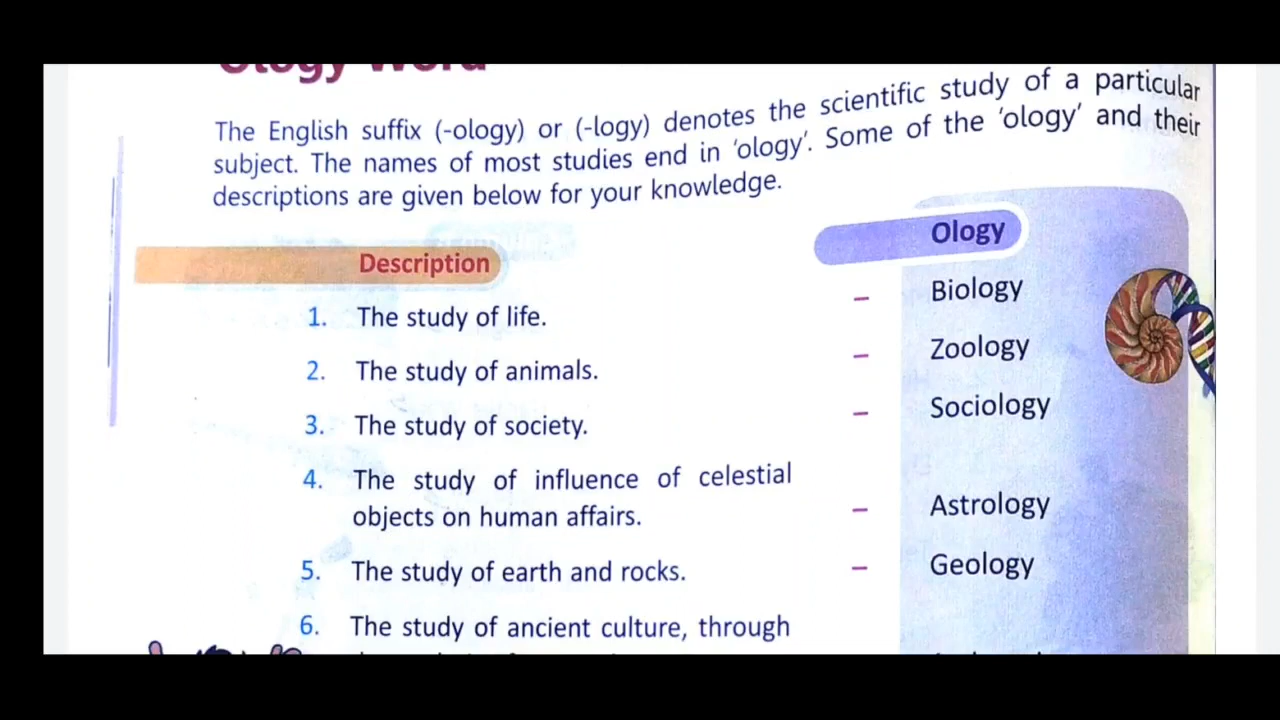 Ology Word
The English suffix (-ology) or (-logy) denotes the scientific study of a particular
subject. The names of most studies end in 'ology'. Some of the 'ology' and their
descriptions are given below for your knowledge.
Description
Ology
1. The study of life. – Biology
2. The study of animals. – Zoology
3. The study of society. – Sociology
4. The study of influence of celestial
objects on human affairs. – Astrology
5. The study of earth and rocks. – Geology
6. The study of ancient culture, through